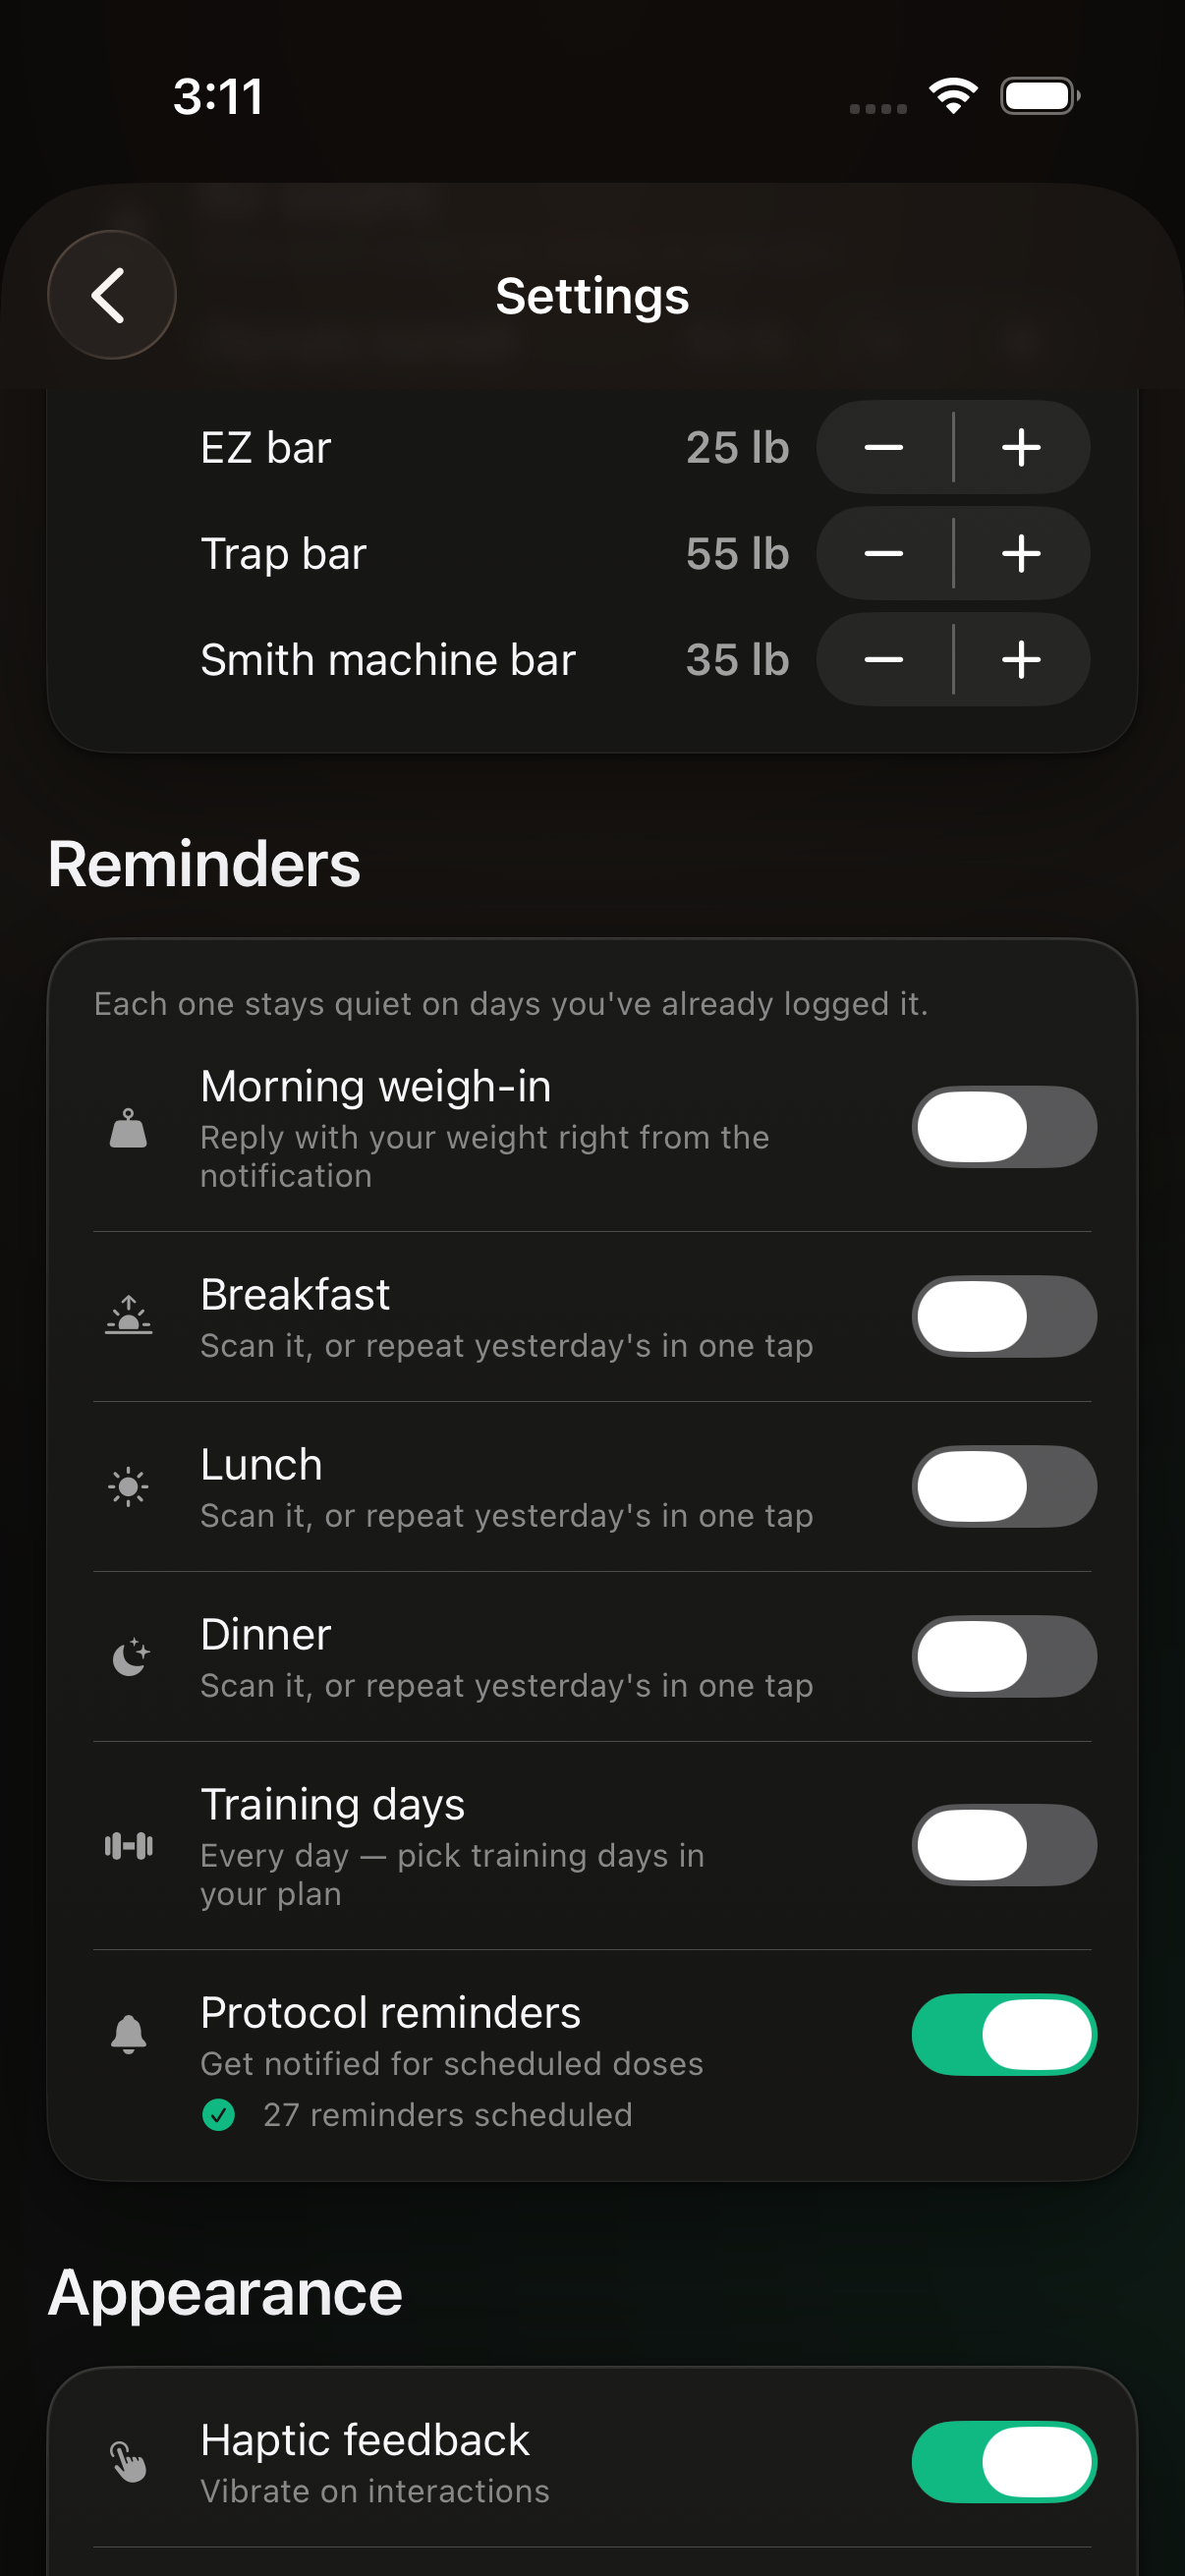 3:11
Settings
EZ bar 25 lb
Trap bar 55 lb
Smith machine bar 35 lb
Reminders
Each one stays quiet on days you've already logged it.
Morning weigh-in
Reply with your weight right from the
notification
Breakfast
Scan it, or repeat yesterday's in one tap
Lunch
Scan it, or repeat yesterday's in one tap
Dinner
Scan it, or repeat yesterday's in one tap
Training days
Every day — pick training days in
your plan
Protocol reminders
Get notified for scheduled doses
27 reminders scheduled
Appearance
Haptic feedback
Vibrate on interactions